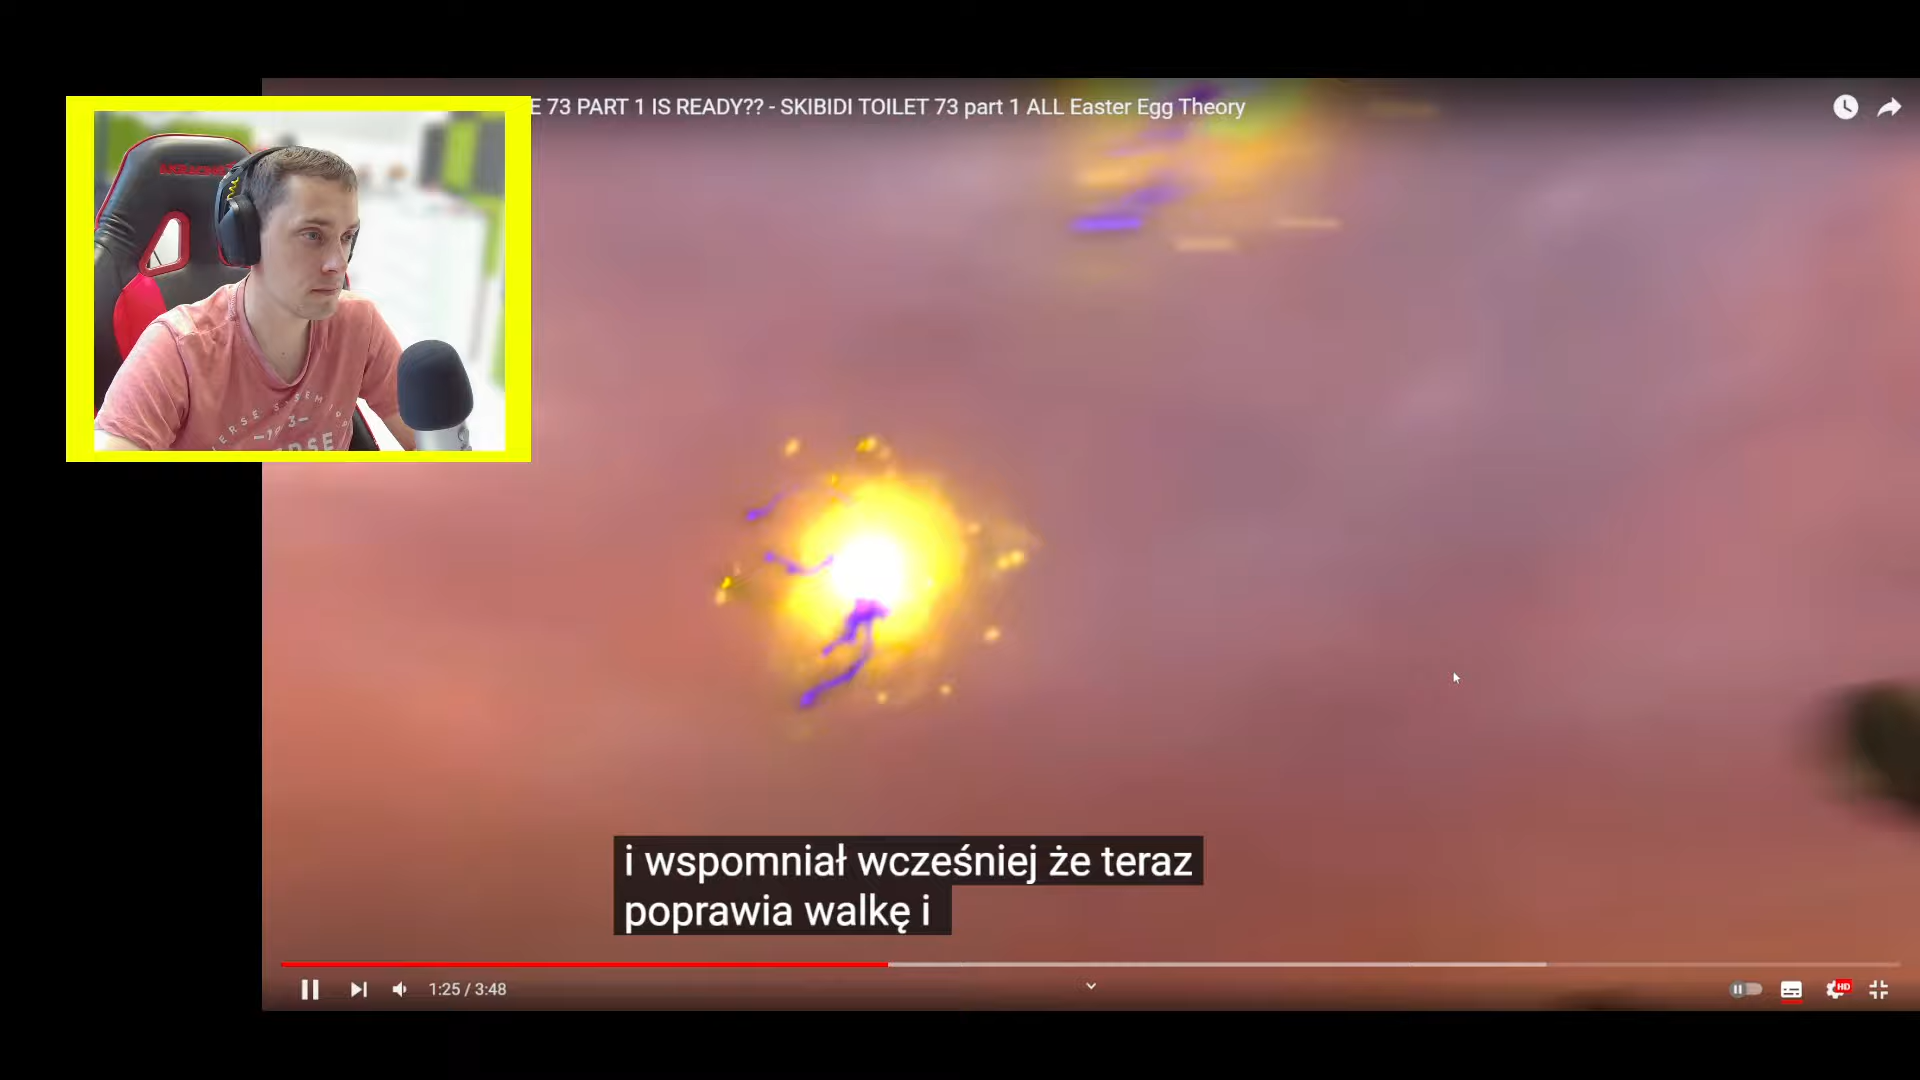 E 73 PART 1 IS READY?? - SKIBIDI TOILET 73 part 1 ALL Easter Egg Theory
i wspomniał wcześniej że teraz
poprawia walkę i
1:25 / 3:48
HD